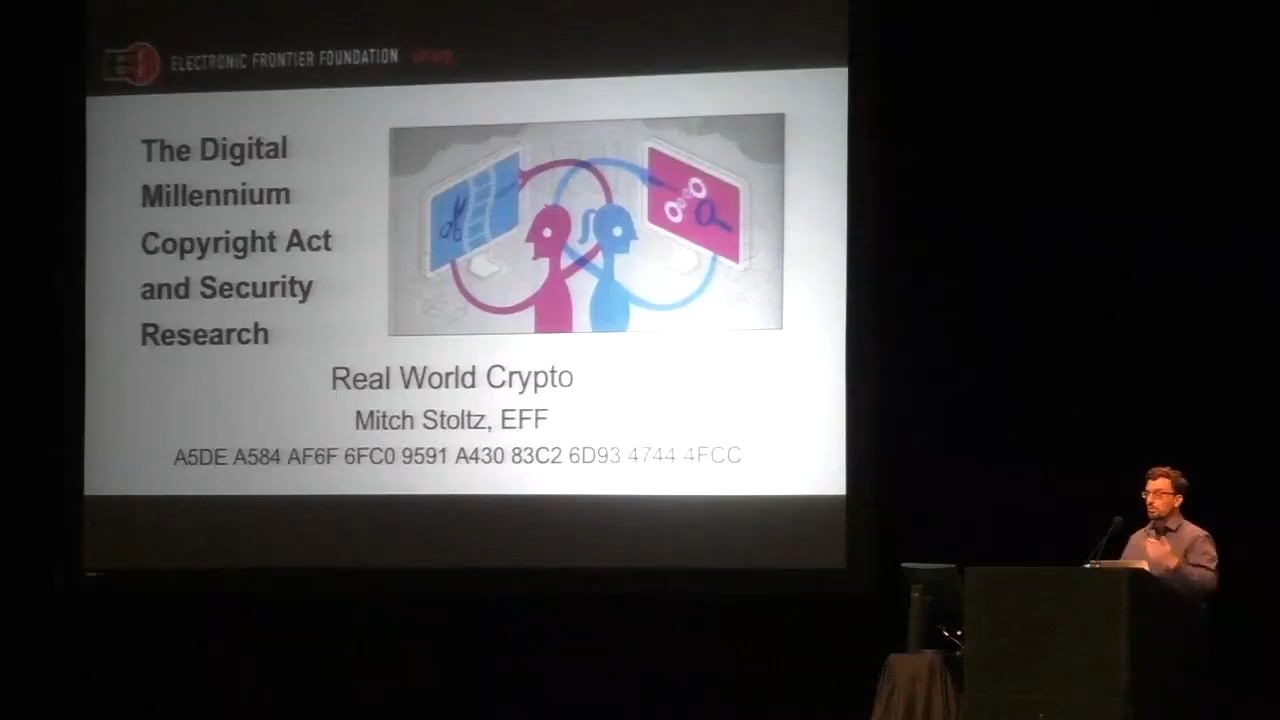 ELECTRONIC FRONTIER FOUNDATION
The Digital
Millennium
Copyright Act
and Security
Research
Real World Crypto
Mitch Stoltz, EFF
A5DE A584 AF6F 6FC0 9591 A430 83C2 6D93 4744 4FCC